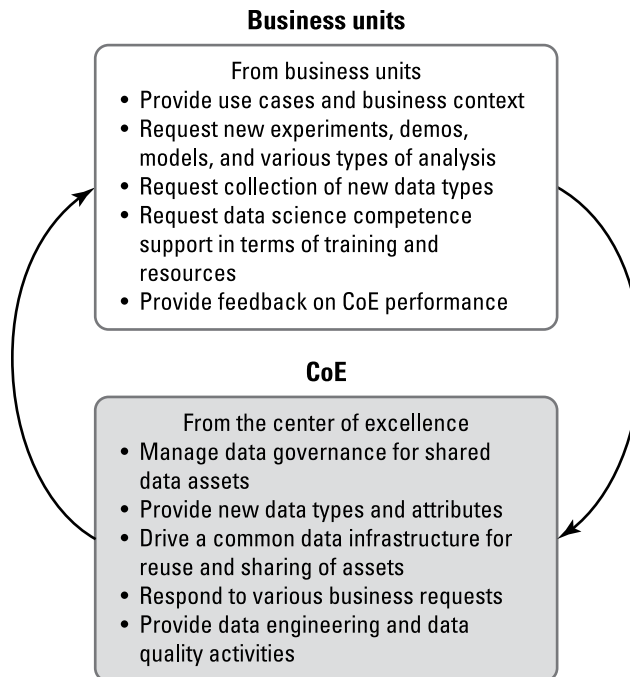 Business units
From business units
• Provide use cases and business context
• Request new experiments, demos,
models, and various types of analysis
• Request collection of new data types
• Request data science competence
support in terms of training and
resources
• Provide feedback on CoE performance
CoE
From the center of excellence
• Manage data governance for shared
data assets
• Provide new data types and attributes
• Drive a common data infrastructure for
reuse and sharing of assets
• Respond to various business requests
• Provide data engineering and data
quality activities